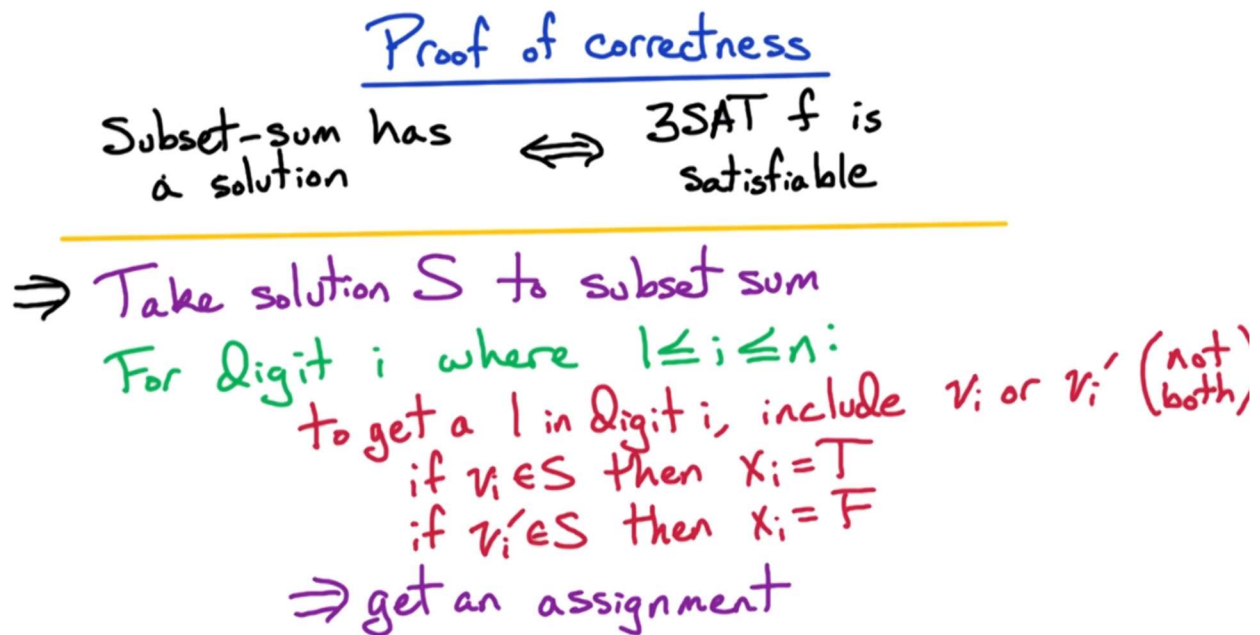 Proof of correctness
Subset-sum has a solution ⟺ 3SAT f is satisfiable
⇒ Take solution S to subset sum
For digit i where 1≤i≤n:
to get a 1 in digit i, include vᵢ or vᵢ′ (not both)
if vᵢ∈S then xᵢ=T
if vᵢ′∈S then xᵢ=F
⇒ get an assignment